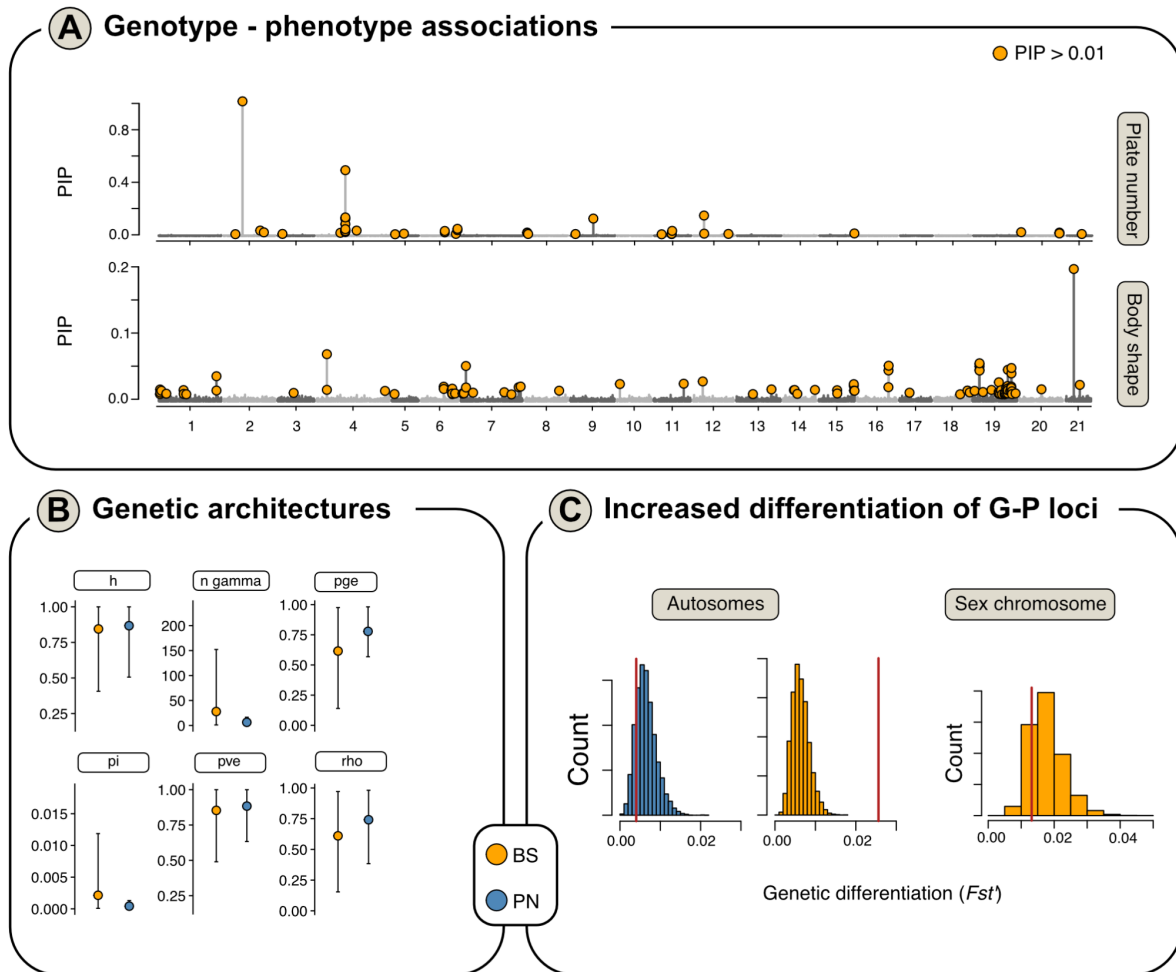 A Genotype - phenotype associations
PIP > 0.01
PIP
0.8
0.4
0.0
Plate number
PIP
0.2
0.1
0.0
Body shape
1 2 3 4 5 6 7 8 9 10 11 12 13 14 15 16 17 18 19 20 21
B Genetic architectures
h
1.00
0.75
0.50
0.25
n gamma
200
150
100
50
0
pge
1.00
0.75
0.50
0.25
0.00
pi
0.015
0.010
0.005
0.000
pve
1.00
0.75
0.50
0.25
rho
1.00
0.75
0.50
0.25
0.00
BS
PN
C Increased differentiation of G-P loci
Autosomes
Sex chromosome
Count
0.00 0.02
0.00 0.02
Count
0.00 0.02 0.04
Genetic differentiation (Fst')